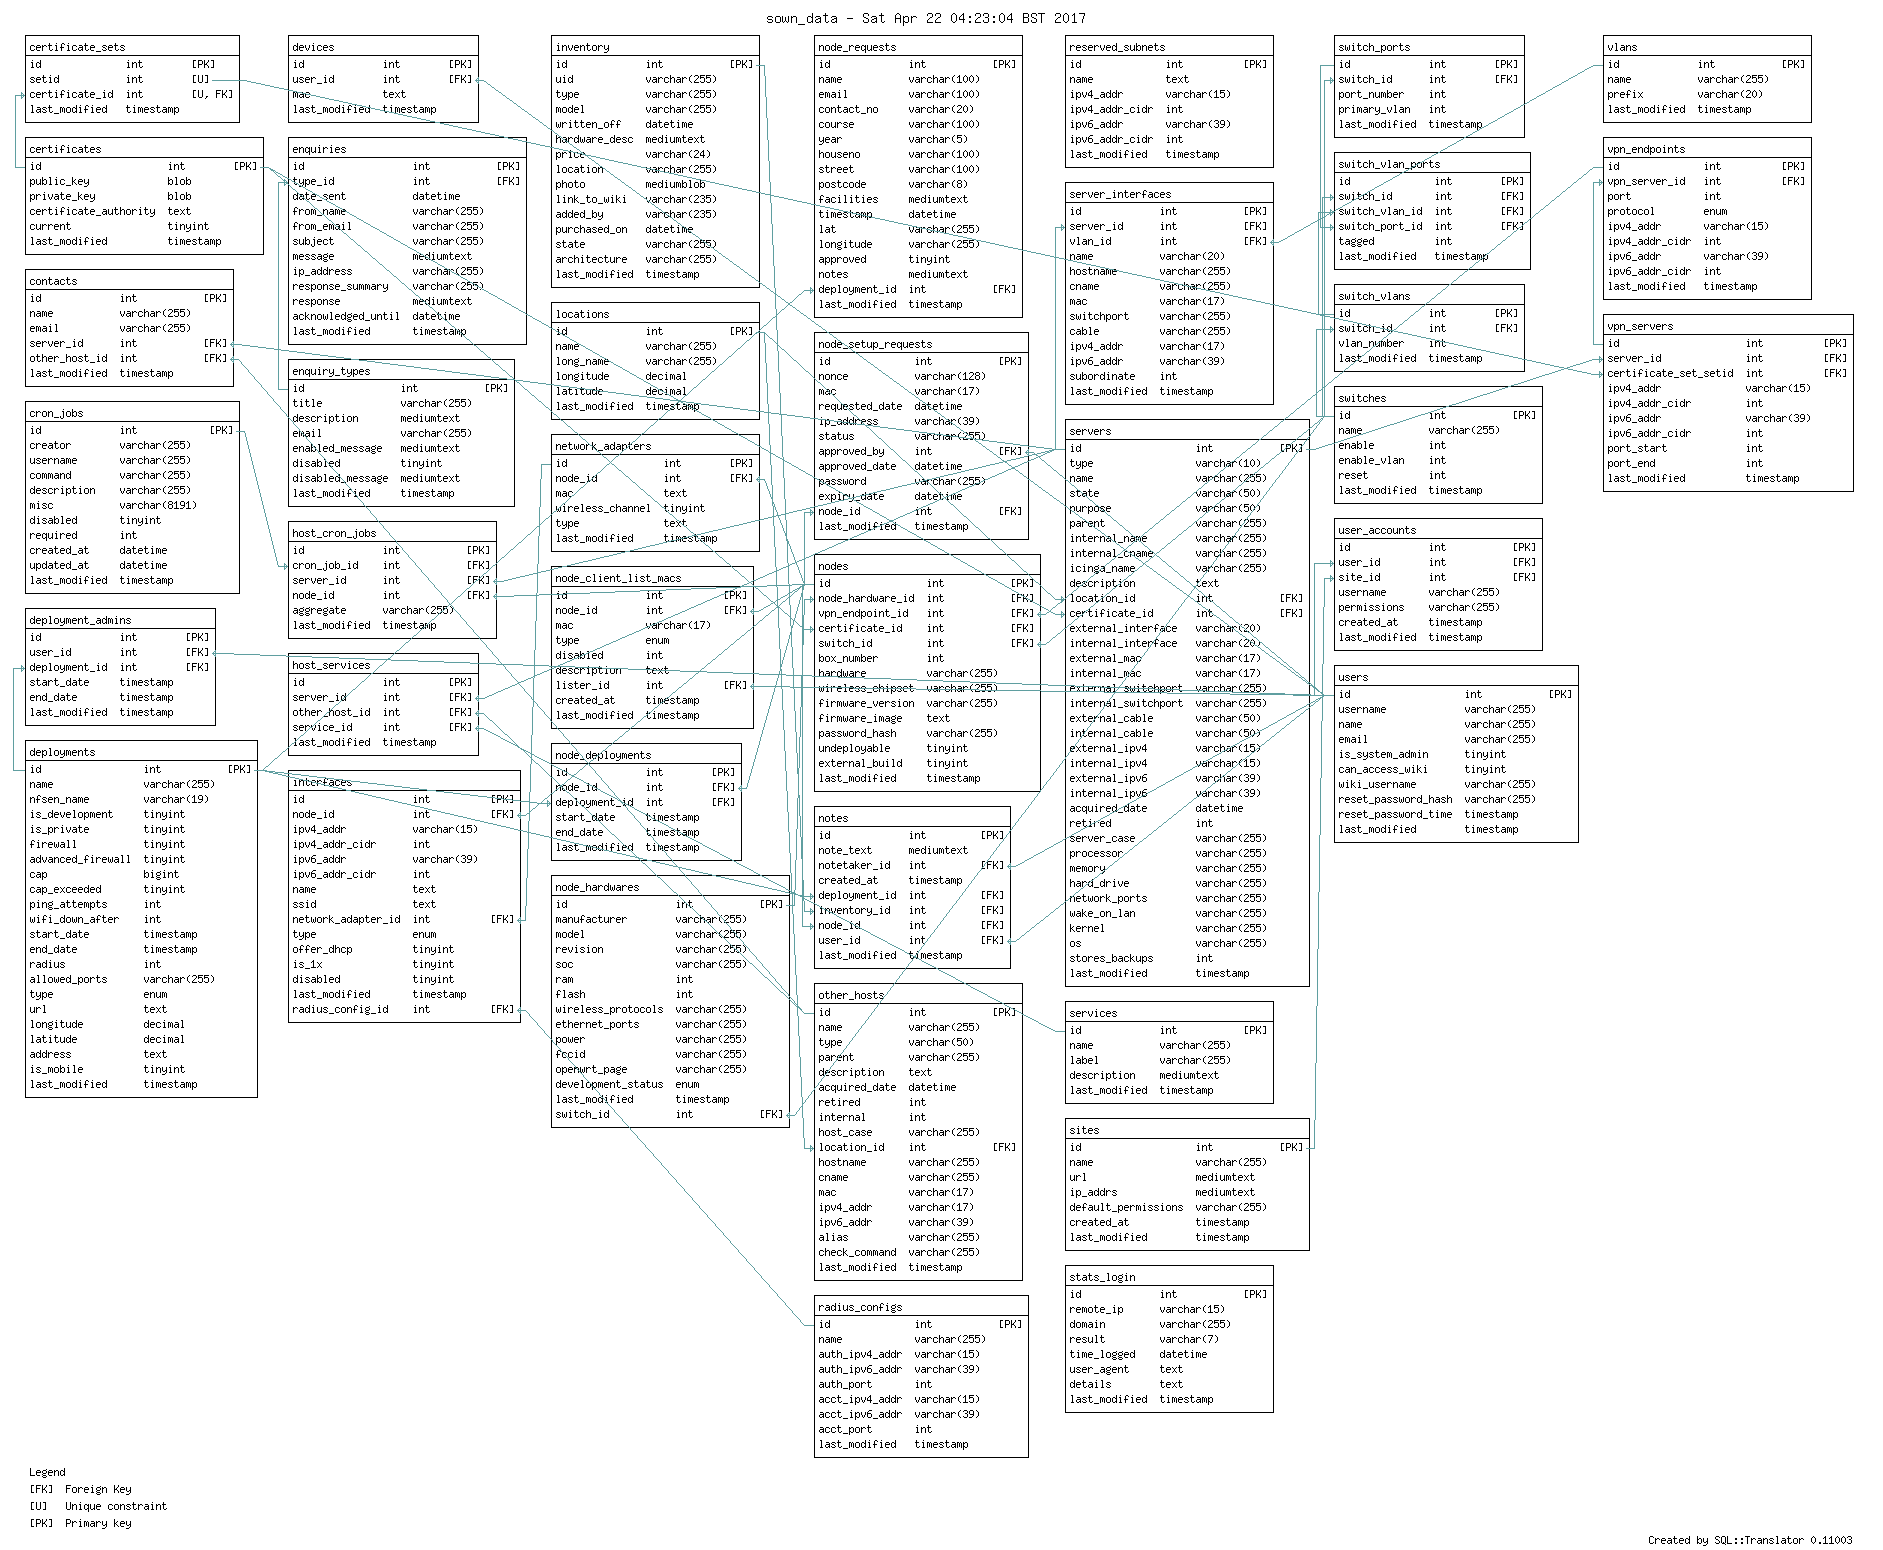 sown_data - Sat Apr 22 04:23:04 BST 2017
certificate_sets
id int [PK]
setid int [U]
certificate_id int [U, FK]
last_modified timestamp
certificates
id int [PK]
public_key blob
private_key blob
certificate_authority text
current tinyint
last_modified timestamp
contacts
id int [PK]
name varchar(255)
email varchar(255)
server_id int [FK]
other_host_id int [FK]
last_modified timestamp
cron_jobs
id int [PK]
creator varchar(255)
username varchar(255)
command varchar(255)
description varchar(255)
misc varchar(8191)
disabled tinyint
required int
created_at datetime
updated_at datetime
last_modified timestamp
deployment_admins
id int [PK]
user_id int [FK]
deployment_id int [FK]
start_date timestamp
end_date timestamp
last_modified timestamp
deployments
id int [PK]
name varchar(255)
nfsen_name varchar(19)
is_development tinyint
is_private tinyint
firewall tinyint
advanced_firewall tinyint
cap bigint
cap_exceeded tinyint
ping_attempts int
wifi_down_after int
start_date timestamp
end_date timestamp
radius int
allowed_ports varchar(255)
type enum
url text
longitude decimal
latitude decimal
address text
is_mobile tinyint
last_modified timestamp
devices
id int [PK]
user_id int [FK]
mac text
last_modified timestamp
enquiries
id int [PK]
type_id int [FK]
date_sent datetime
from_name varchar(255)
from_email varchar(255)
subject varchar(255)
message mediumtext
ip_address varchar(255)
response_summary varchar(255)
response mediumtext
acknowledged_until datetime
last_modified timestamp
enquiry_types
id int [PK]
title varchar(255)
description mediumtext
email varchar(255)
enabled_message mediumtext
disabled tinyint
disabled_message mediumtext
last_modified timestamp
host_cron_jobs
id int [PK]
cron_job_id int [FK]
server_id int [FK]
node_id int [FK]
aggregate varchar(255)
last_modified timestamp
host_services
id int [PK]
server_id int [FK]
other_host_id int [FK]
service_id int [FK]
last_modified timestamp
interfaces
id int [PK]
node_id int [FK]
ipv4_addr varchar(15)
ipv4_addr_cidr int
ipv6_addr varchar(39)
ipv6_addr_cidr int
name text
ssid text
network_adapter_id int [FK]
type enum
offer_dhcp tinyint
is_1x tinyint
disabled tinyint
last_modified timestamp
radius_config_id int [FK]
inventory
id int [PK]
uid varchar(255)
type varchar(255)
model varchar(255)
written_off datetime
hardware_desc mediumtext
price varchar(24)
location varchar(255)
photo mediumblob
link_to_wiki varchar(235)
added_by varchar(235)
purchased_on datetime
state varchar(255)
architecture varchar(255)
last_modified timestamp
locations
id int [PK]
name varchar(255)
long_name varchar(255)
longitude decimal
latitude decimal
last_modified timestamp
network_adapters
id int [PK]
node_id int [FK]
mac text
wireless_channel tinyint
type text
last_modified timestamp
node_client_list_macs
id int [PK]
node_id int [FK]
mac varchar(17)
type enum
disabled int
description text
lister_id int [FK]
created_at timestamp
last_modified timestamp
node_deployments
id int [PK]
node_id int [FK]
deployment_id int [FK]
start_date timestamp
end_date timestamp
last_modified timestamp
node_hardwares
id int [PK]
manufacturer varchar(255)
model varchar(255)
revision varchar(255)
soc varchar(255)
ram int
flash int
wireless_protocols varchar(255)
ethernet_ports varchar(255)
power varchar(255)
fccid varchar(255)
openwrt_page varchar(255)
development_status enum
last_modified timestamp
switch_id int [FK]
node_requests
id int [PK]
name varchar(100)
email varchar(100)
contact_no varchar(20)
course varchar(100)
year varchar(5)
houseno varchar(100)
street varchar(100)
postcode varchar(8)
facilities mediumtext
timestamp datetime
lat varchar(255)
longitude varchar(255)
approved tinyint
notes mediumtext
deployment_id int [FK]
last_modified timestamp
node_setup_requests
id int [PK]
nonce varchar(128)
mac varchar(17)
requested_date datetime
ip_address varchar(39)
status varchar(255)
approved_by int [FK]
approved_date datetime
password varchar(255)
expiry_date datetime
node_id int [FK]
last_modified timestamp
nodes
id int [PK]
node_hardware_id int [FK]
vpn_endpoint_id int [FK]
certificate_id int [FK]
switch_id int [FK]
box_number int
hardware varchar(255)
wireless_chipset varchar(255)
firmware_version varchar(255)
firmware_image text
password_hash varchar(255)
undeployable tinyint
external_build tinyint
last_modified timestamp
notes
id int [PK]
note_text mediumtext
notetaker_id int [FK]
created_at timestamp
deployment_id int [FK]
inventory_id int [FK]
node_id int [FK]
user_id int [FK]
last_modified timestamp
other_hosts
id int [PK]
name varchar(255)
type varchar(50)
parent varchar(255)
description text
acquired_date datetime
retired int
internal int
host_case varchar(255)
location_id int [FK]
hostname varchar(255)
cname varchar(255)
mac varchar(17)
ipv4_addr varchar(17)
ipv6_addr varchar(39)
alias varchar(255)
check_command varchar(255)
last_modified timestamp
radius_configs
id int [PK]
name varchar(255)
auth_ipv4_addr varchar(15)
auth_ipv6_addr varchar(39)
auth_port int
acct_ipv4_addr varchar(15)
acct_ipv6_addr varchar(39)
acct_port int
last_modified timestamp
reserved_subnets
id int [PK]
name text
ipv4_addr varchar(15)
ipv4_addr_cidr int
ipv6_addr varchar(39)
ipv6_addr_cidr int
last_modified timestamp
server_interfaces
id int [PK]
server_id int [FK]
vlan_id int [FK]
name varchar(20)
hostname varchar(255)
cname varchar(255)
mac varchar(17)
switchport varchar(255)
cable varchar(255)
ipv4_addr varchar(17)
ipv6_addr varchar(39)
subordinate int
last_modified timestamp
servers
id int [PK]
type varchar(10)
name varchar(255)
state varchar(50)
purpose varchar(50)
parent varchar(255)
internal_name varchar(255)
internal_cname varchar(255)
icinga_name varchar(255)
description text
location_id int [FK]
certificate_id int [FK]
external_interface varchar(20)
internal_interface varchar(20)
external_mac varchar(17)
internal_mac varchar(17)
external_switchport varchar(255)
internal_switchport varchar(255)
external_cable varchar(50)
internal_cable varchar(50)
external_ipv4 varchar(15)
internal_ipv4 varchar(15)
external_ipv6 varchar(39)
internal_ipv6 varchar(39)
acquired_date datetime
retired int
server_case varchar(255)
processor varchar(255)
memory varchar(255)
hard_drive varchar(255)
network_ports varchar(255)
wake_on_lan varchar(255)
kernel varchar(255)
os varchar(255)
stores_backups int
last_modified timestamp
services
id int [PK]
name varchar(255)
label varchar(255)
description mediumtext
last_modified timestamp
sites
id int [PK]
name varchar(255)
url mediumtext
ip_addrs mediumtext
default_permissions varchar(255)
created_at timestamp
last_modified timestamp
stats_login
id int [PK]
remote_ip varchar(15)
domain varchar(255)
result varchar(7)
time_logged datetime
user_agent text
details text
last_modified timestamp
switch_ports
id int [PK]
switch_id int [FK]
port_number int
primary_vlan int
last_modified timestamp
switch_vlan_ports
id int [PK]
switch_id int [FK]
switch_vlan_id int [FK]
switch_port_id int [FK]
tagged int
last_modified timestamp
switch_vlans
id int [PK]
switch_id int [FK]
vlan_number int
last_modified timestamp
switches
id int [PK]
name varchar(255)
enable int
enable_vlan int
reset int
last_modified timestamp
user_accounts
id int [PK]
user_id int [FK]
site_id int [FK]
username varchar(255)
permissions varchar(255)
created_at timestamp
last_modified timestamp
users
id int [PK]
username varchar(255)
name varchar(255)
email varchar(255)
is_system_admin tinyint
can_access_wiki tinyint
wiki_username varchar(255)
reset_password_hash varchar(255)
reset_password_time timestamp
last_modified timestamp
vlans
id int [PK]
name varchar(255)
prefix varchar(20)
last_modified timestamp
vpn_endpoints
id int [PK]
vpn_server_id int [FK]
port int
protocol enum
ipv4_addr varchar(15)
ipv4_addr_cidr int
ipv6_addr varchar(39)
ipv6_addr_cidr int
last_modified timestamp
vpn_servers
id int [PK]
server_id int [FK]
certificate_set_setid int [FK]
ipv4_addr varchar(15)
ipv4_addr_cidr int
ipv6_addr varchar(39)
ipv6_addr_cidr int
port_start int
port_end int
last_modified timestamp
Legend
[FK] Foreign Key
[U] Unique constraint
[PK] Primary key
Created by SQL::Translator 0.11003